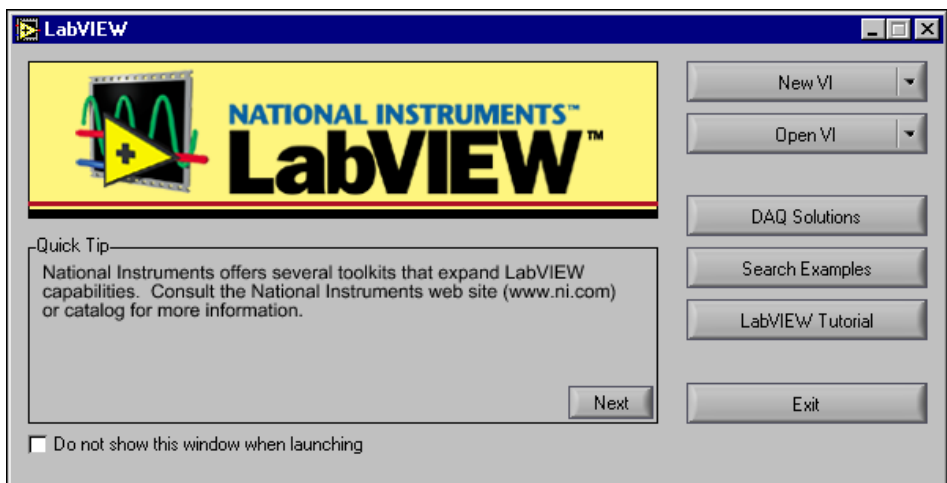 LabVIEW
NATIONAL INSTRUMENTS™
LabVIEW™
New VI
Open VI
DAQ Solutions
Search Examples
LabVIEW Tutorial
Exit
Quick Tip
National Instruments offers several toolkits that expand LabVIEW
capabilities. Consult the National Instruments web site (www.ni.com)
or catalog for more information.
Next
Do not show this window when launching